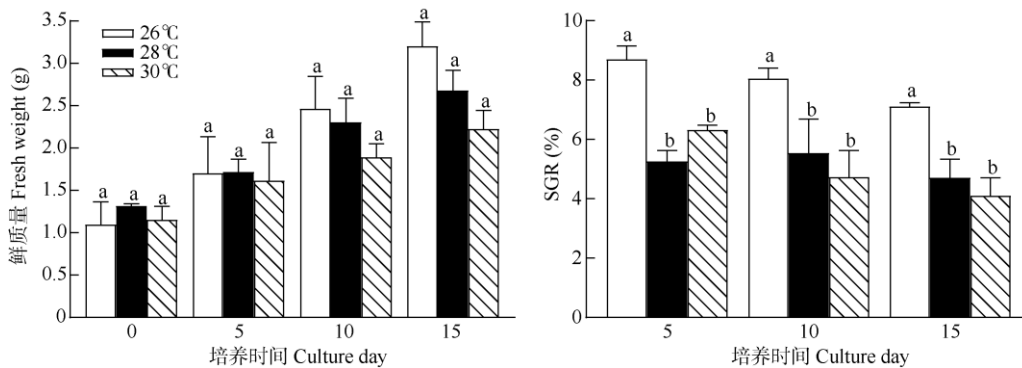 鲜质量 Fresh weight (g)
3.5
3.0
2.5
2.0
1.5
1.0
0.5
0
26℃
28℃
30℃
a a a
a a a
a a a
a a a
0 5 10 15
培养时间 Culture day
SGR (%)
10
8
6
4
2
0
a b b
a b b
a b b
5 10 15
培养时间 Culture day